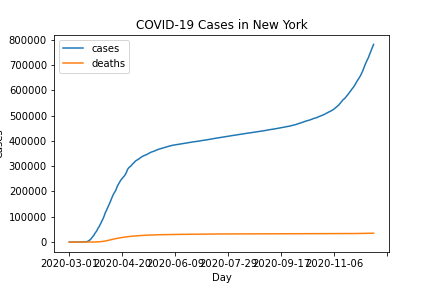 COVID-19 Cases in New York
cases
deaths
800000
700000
600000
500000
400000
300000
200000
100000
0
Cases
2020-03-01 2020-04-20 2020-06-09 2020-07-29 2020-09-17 2020-11-06
Day